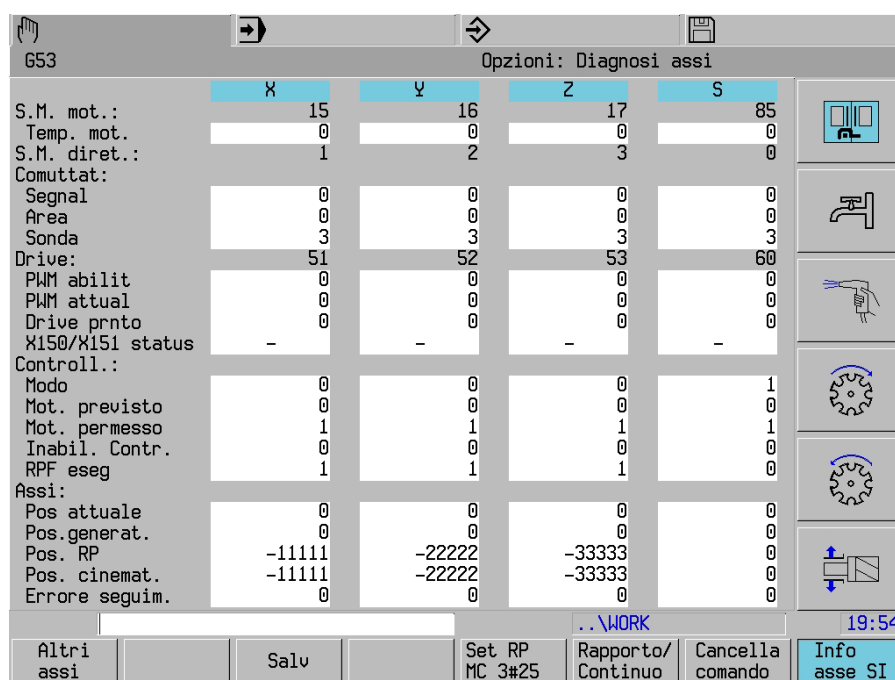 G53 Opzioni: Diagnosi assi
X Y Z S
S.M. mot.: 15 16 17 85
Temp. mot. 0 0 0 0
S.M. diret.: 1 2 3 0
Comuttat:
Segnal 0 0 0 0
Area 0 0 0 0
Sonda 3 3 3 3
Drive: 51 52 53 60
PWM abilit 0 0 0 0
PWM attual 0 0 0 0
Drive prnto 0 0 0 0
X150/X151 status - - - -
Controll.:
Modo 0 0 0 1
Mot. previsto 0 0 0 0
Mot. permesso 1 1 1 1
Inabil. Contr. 0 0 0 0
RPF eseg 1 1 1 0
Assi:
Pos attuale 0 0 0 0
Pos.generat. 0 0 0 0
Pos. RP -11111 -22222 -33333 0
Pos. cinemat. -11111 -22222 -33333 0
Errore seguim. 0 0 0 0
..\WORK 19:54
Altri assi Salv Set RP MC 3#25 Rapporto/ Continuo Cancella comando Info asse SI